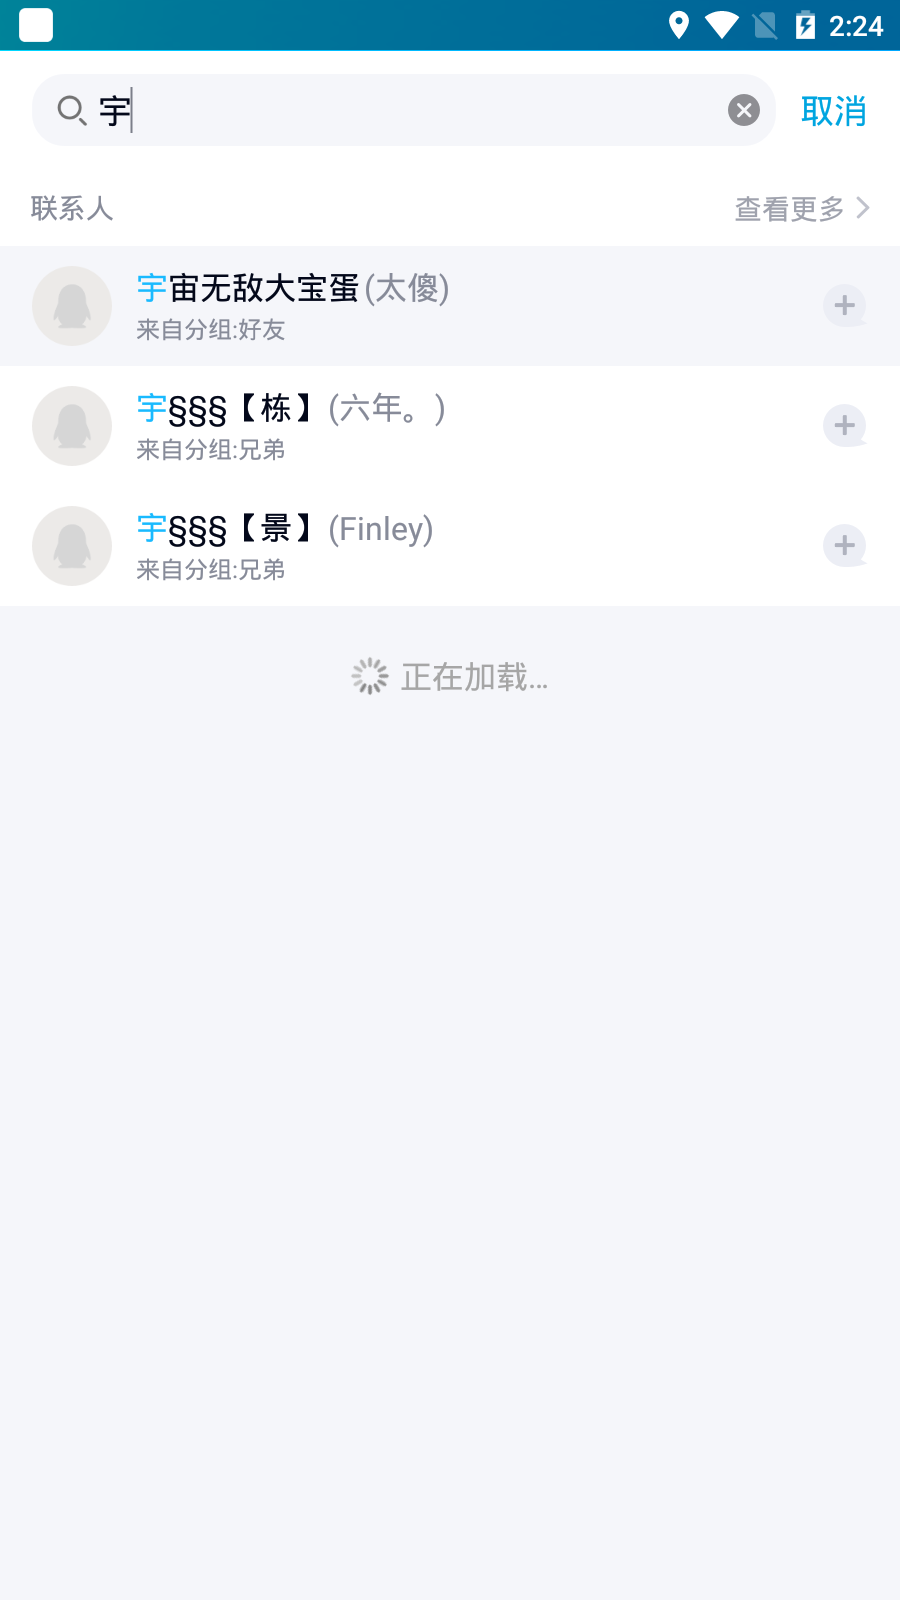 2:24
宇
取消
联系人
查看更多
宇宙无敌大宝蛋(太傻)
来自分组:好友
宇§§§【栋】(六年。)
来自分组:兄弟
宇§§§【景】(Finley)
来自分组:兄弟
正在加载...